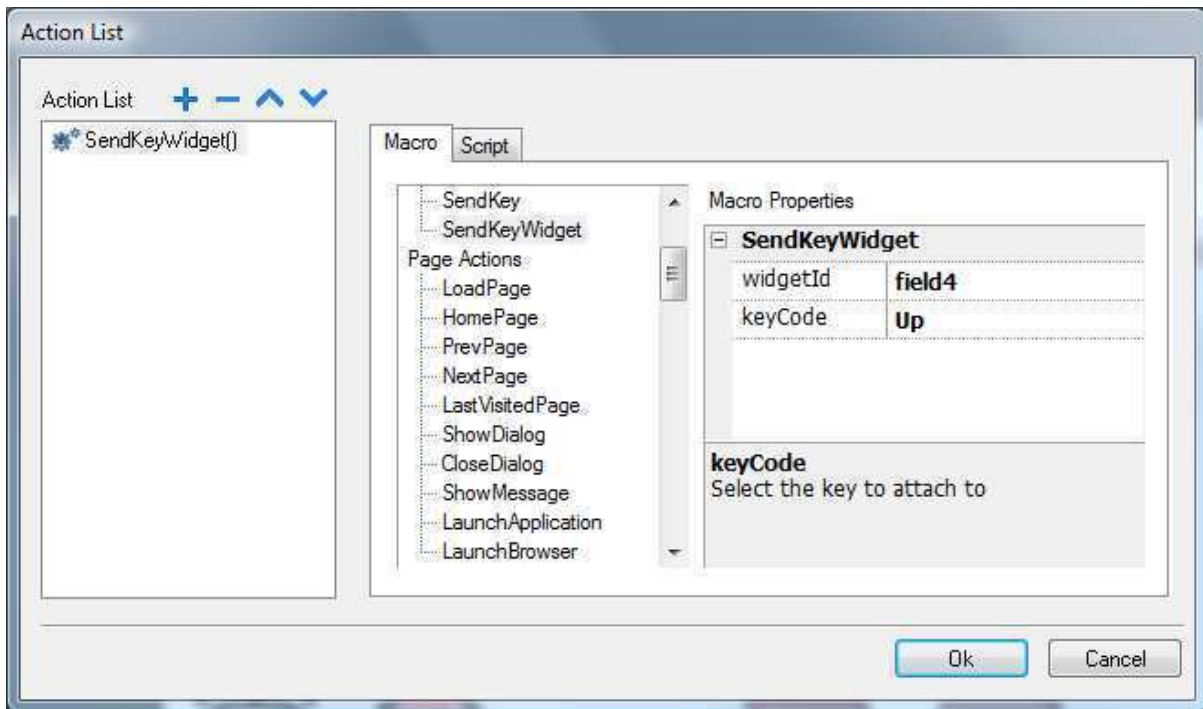 Action List
Action List
SendKeyWidget()
Macro
Script
SendKey
SendKeyWidget
Page Actions
LoadPage
HomePage
PrevPage
NextPage
LastVisitedPage
ShowDialog
CloseDialog
ShowMessage
LaunchApplication
LaunchBrowser
Macro Properties
SendKeyWidget
widgetId field4
keyCode Up
keyCode
Select the key to attach to
Ok
Cancel